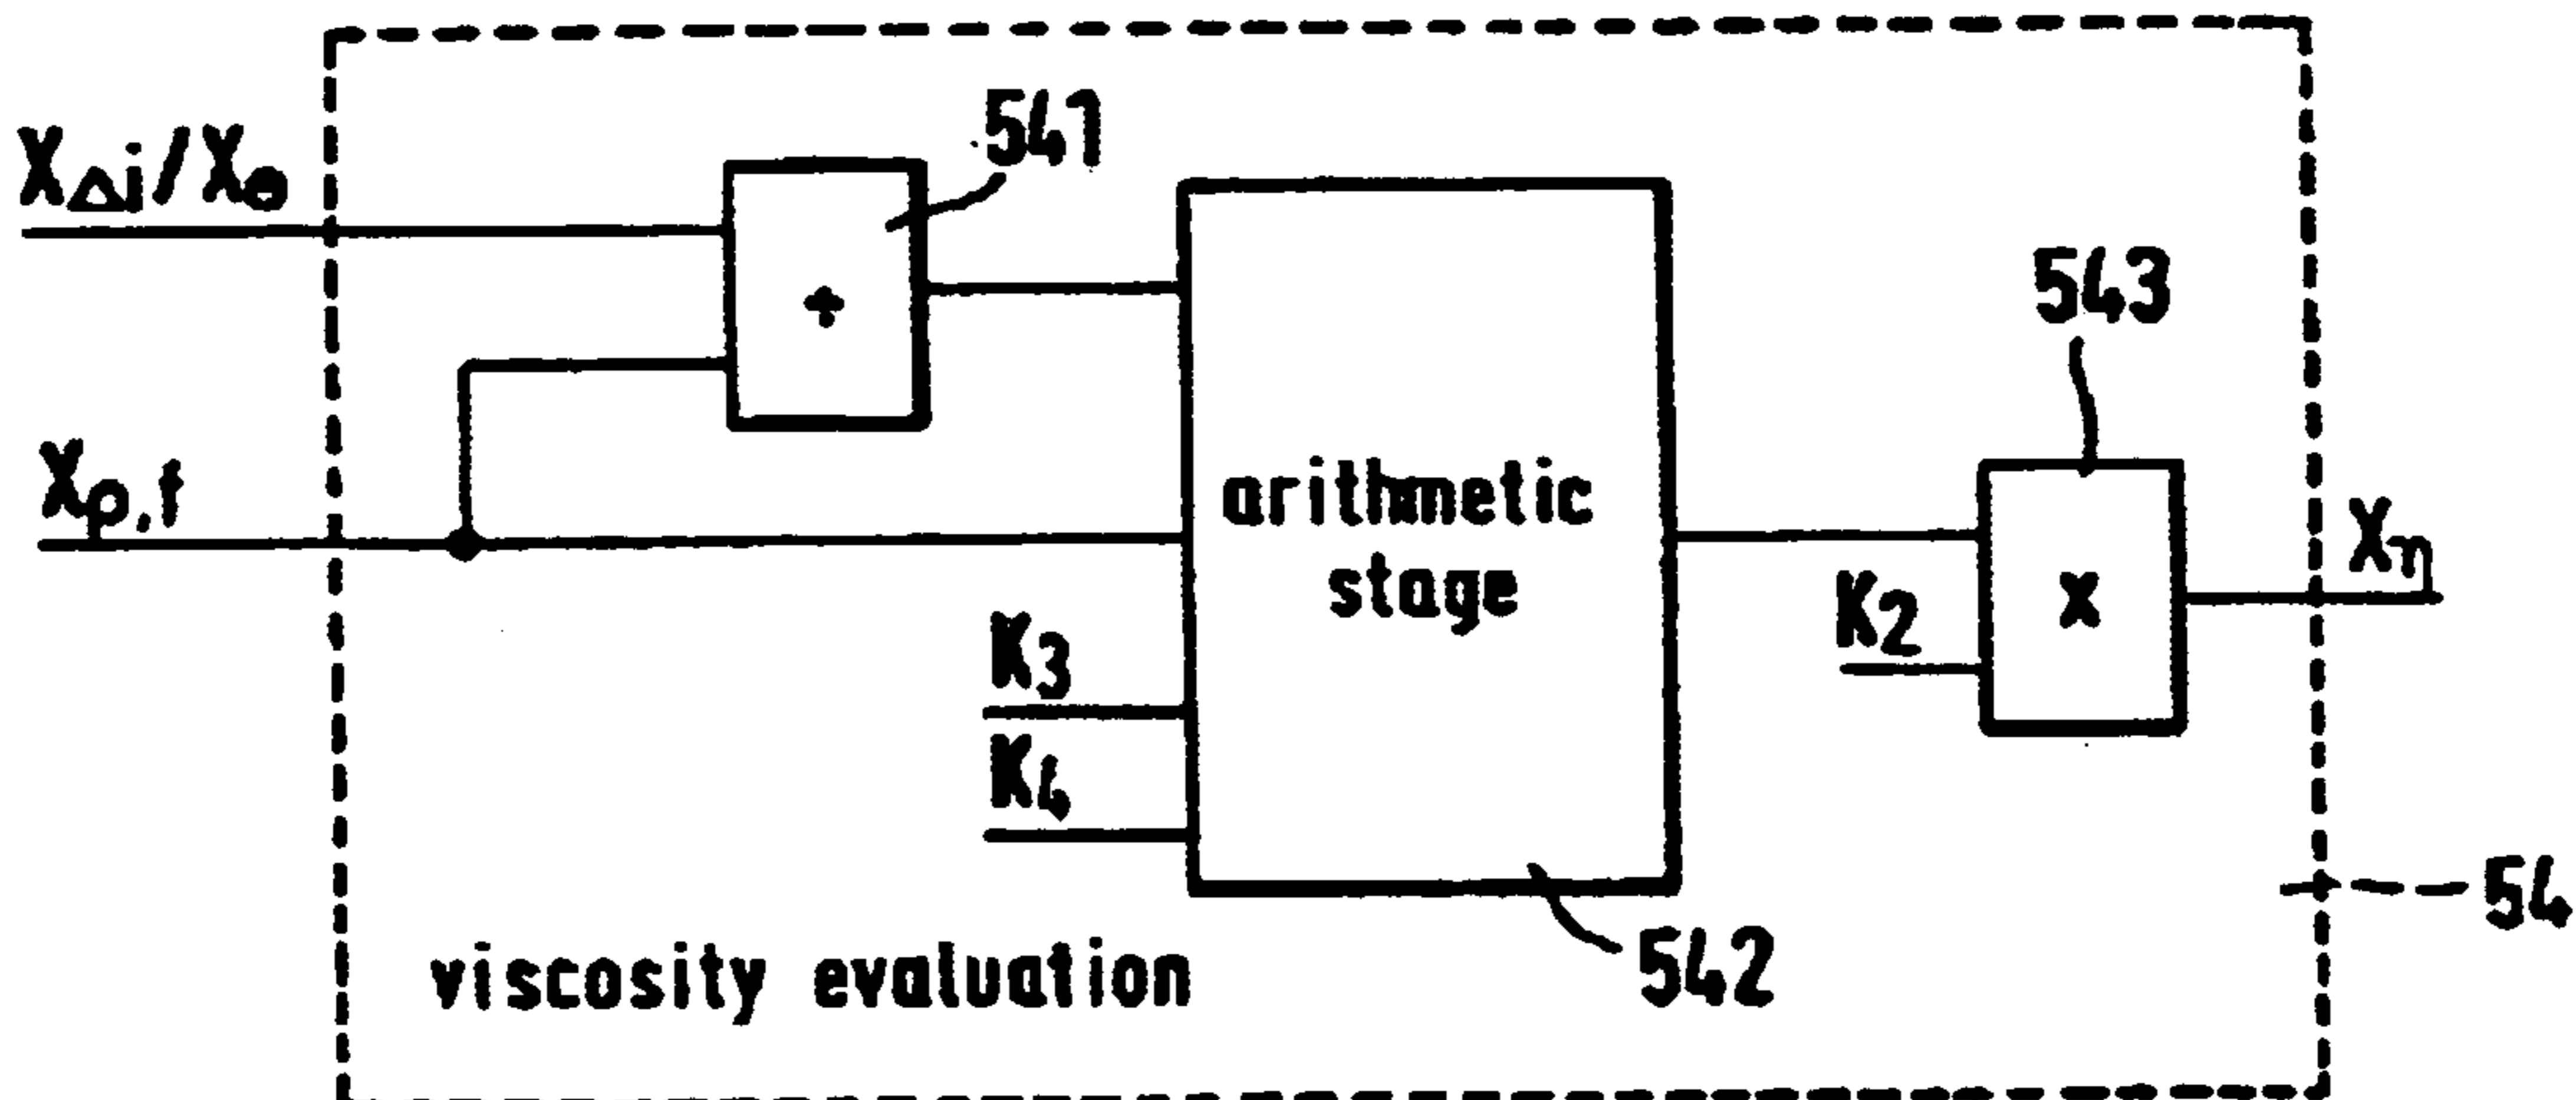 541
XΔi/XΘ
÷
543
Xρ,f
arithmetic
stage
Xη
K2
x
K3
K4
54
542
viscosity evaluation